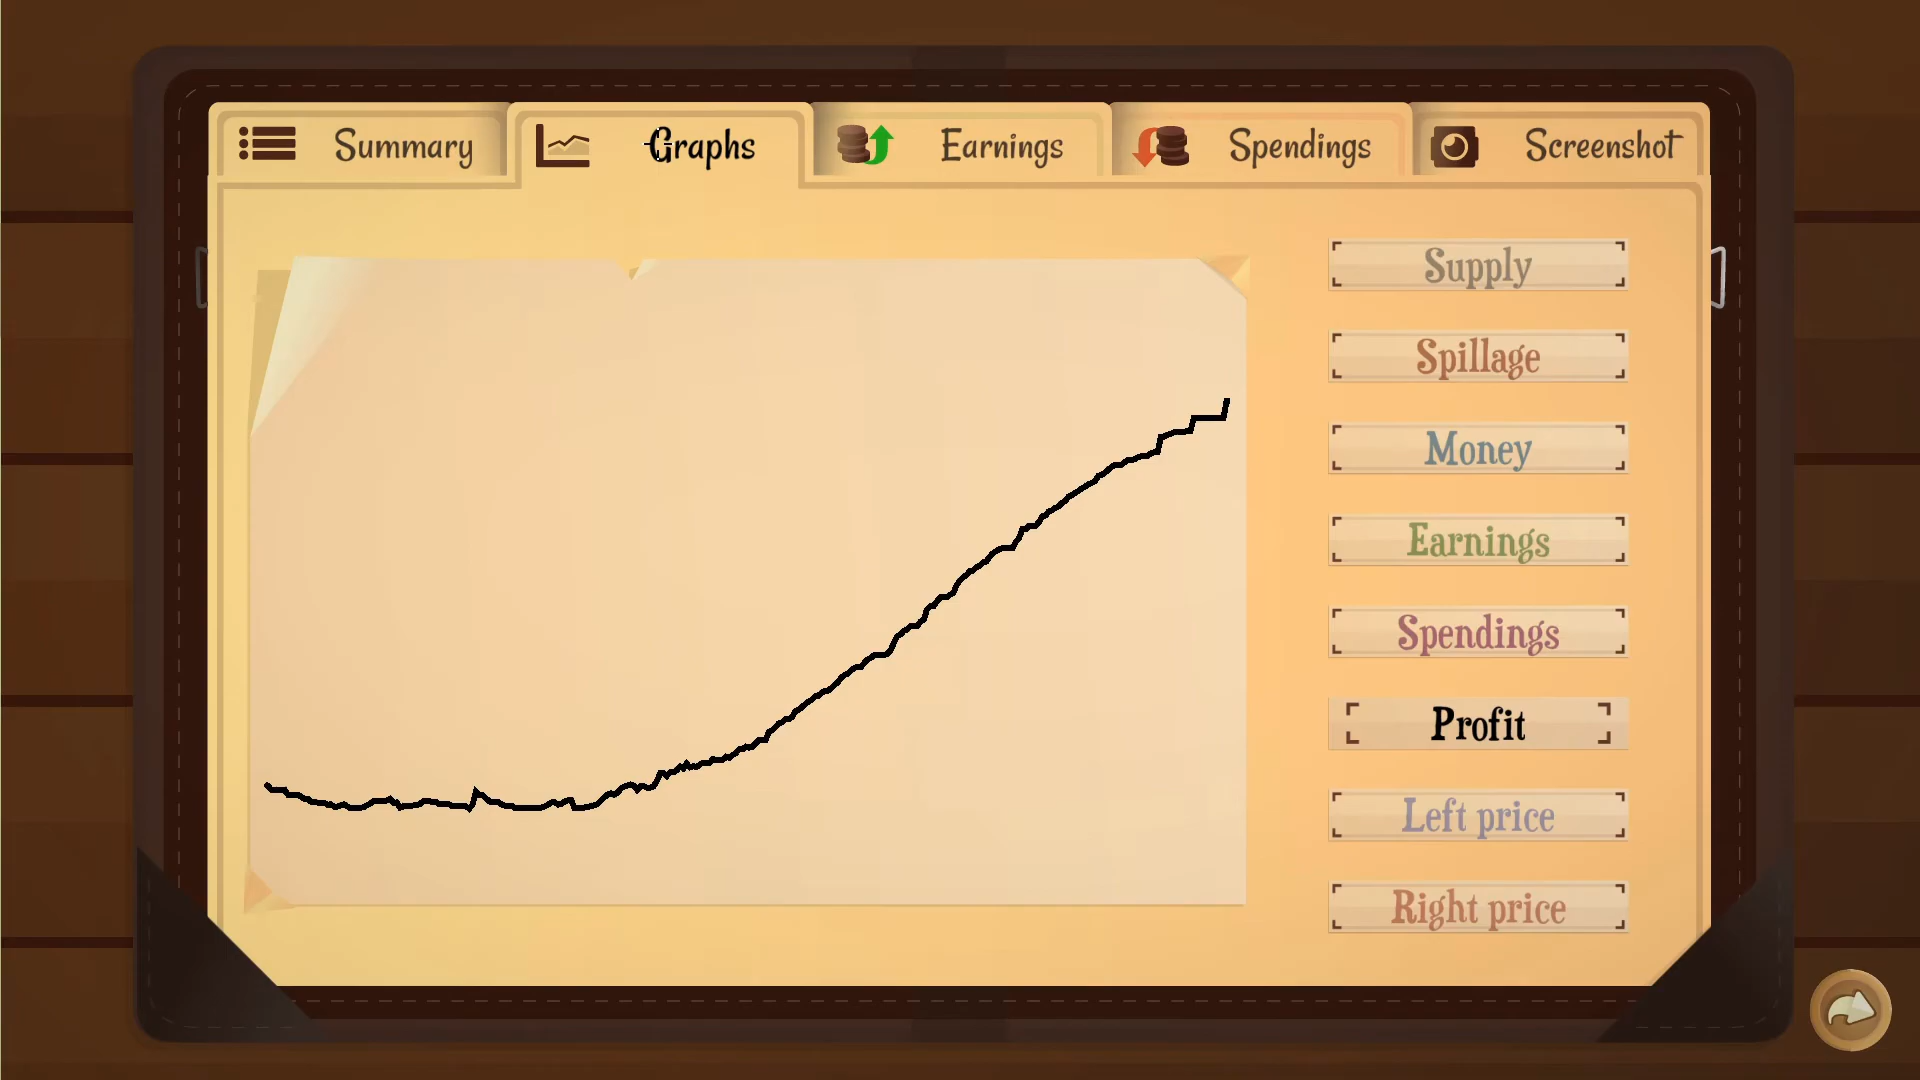 Summary
Graphs
Earnings
Spendings
Screenshot
Supply
Spillage
Money
Earnings
Spendings
Profit
Left price
Right price